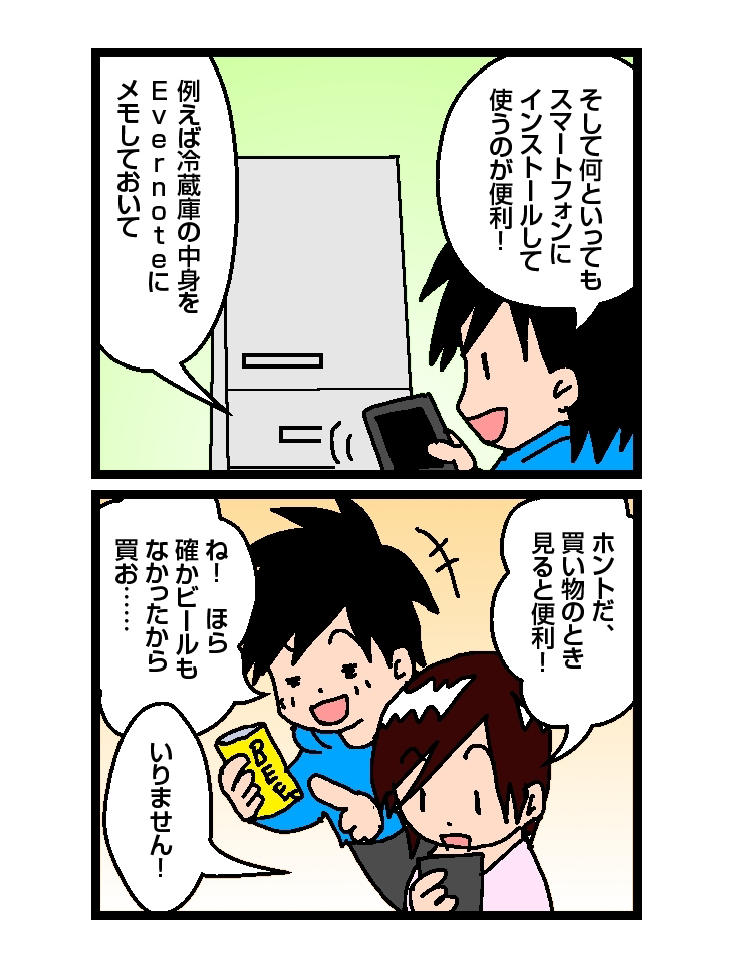 そして何といっても
スマートフォンに
インストールして
使うのが便利！
例えば冷蔵庫の中身を
Evernoteに
メモしておいて
ホントだ、
買い物のとき
見ると便利！
ね！　ほら
確かビールも
なかったから
買お……
BEER
いりません！